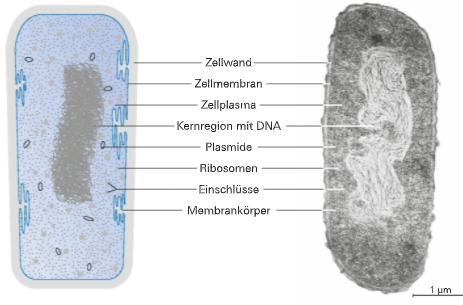 Zellwand
Zellmembran
Zellplasma
Kernregion mit DNA
Plasmide
Ribosomen
Einschlüsse
Membrankörper
1 µm